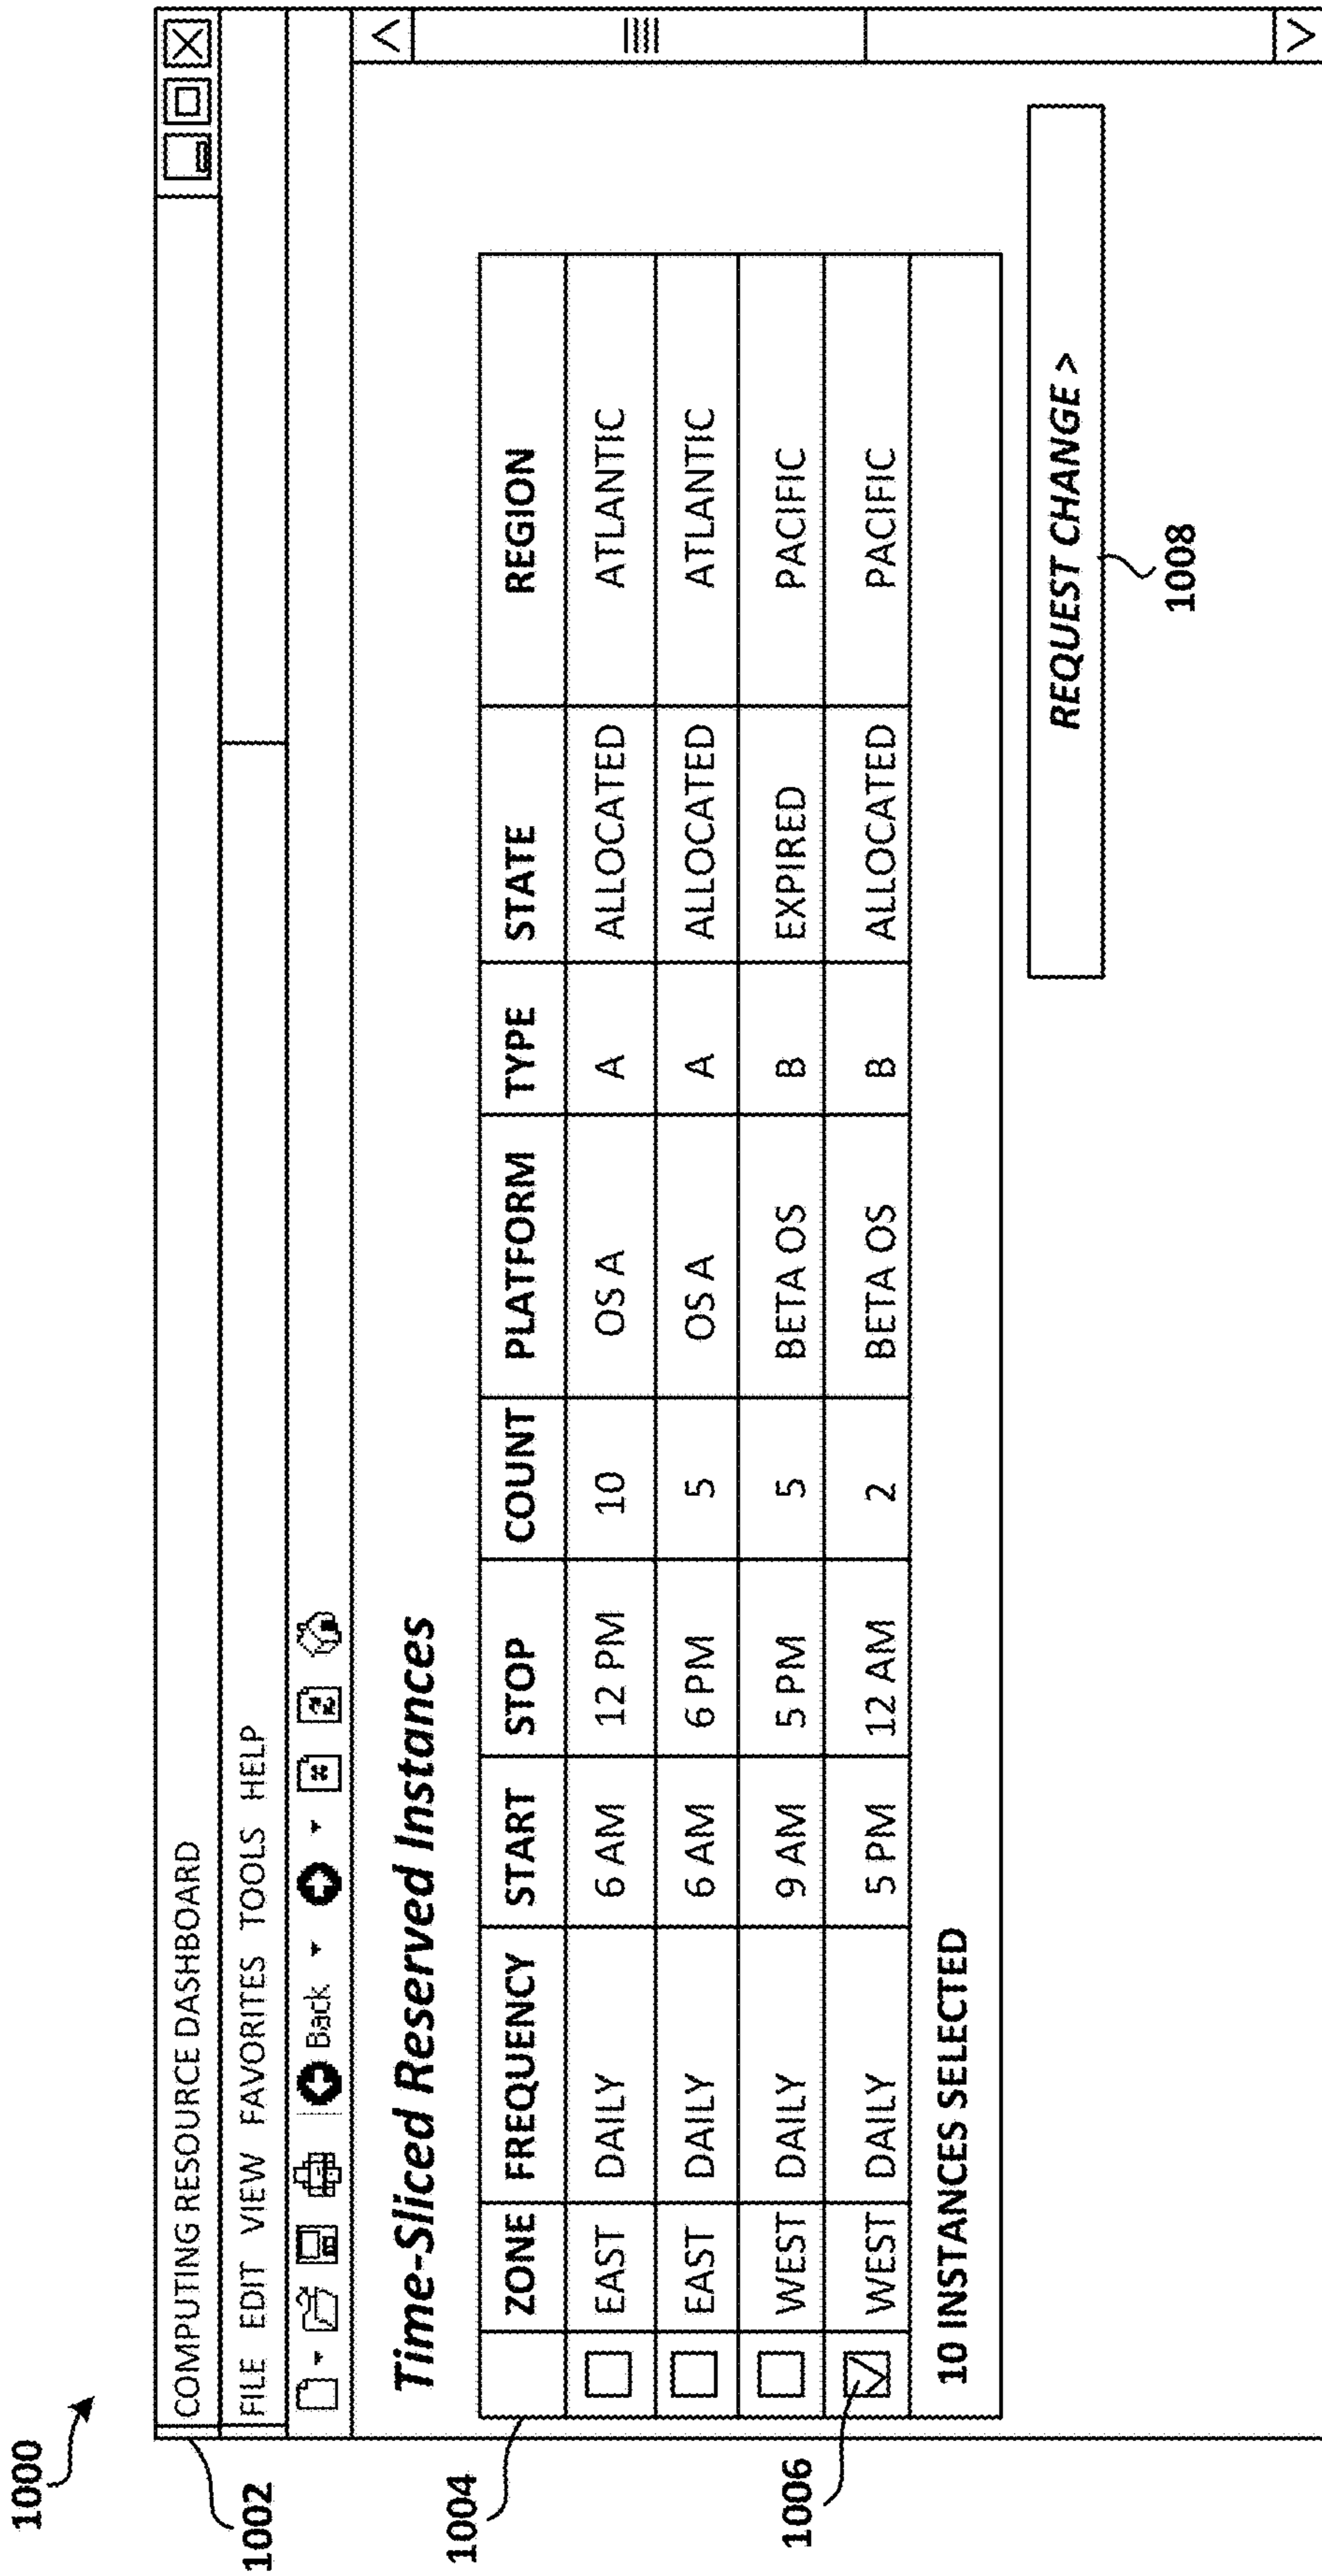 1000
1002
COMPUTING RESOURCE DASHBOARD
FILE EDIT VIEW FAVORITES TOOLS HELP
Back
Time-Sliced Reserved Instances
1004
ZONE FREQUENCY START STOP COUNT PLATFORM TYPE STATE REGION
EAST DAILY 6 AM 12 PM 10 OS A A ALLOCATED ATLANTIC
EAST DAILY 6 AM 6 PM 5 OS A A ALLOCATED ATLANTIC
WEST DAILY 9 AM 5 PM 5 BETA OS B EXPIRED PACIFIC
1006
WEST DAILY 5 PM 12 AM 2 BETA OS B ALLOCATED PACIFIC
10 INSTANCES SELECTED
REQUEST CHANGE >
1008